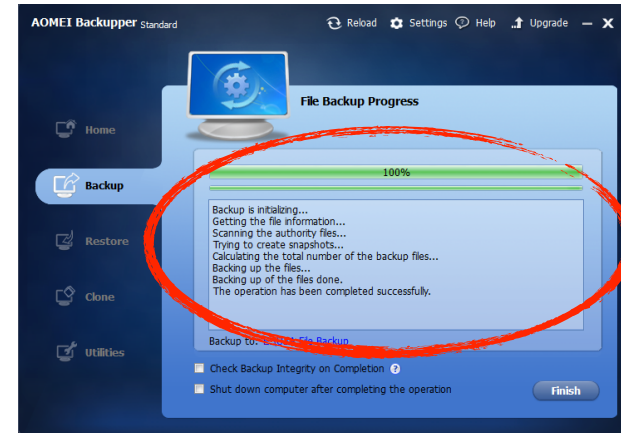 AOMEI Backupper Standard
Reload Settings Help Upgrade
File Backup Progress
Home
Backup
Restore
Clone
Utilities
100%
Backup is initializing...
Getting the file information...
Scanning the authority files...
Trying to create snapshots...
Calculating the total number of the backup files...
Backing up the files...
Backing up of the files done.
The operation has been completed successfully.
Backup to: File Backup
Check Backup Integrity on Completion ?
Shut down computer after completing the operation
Finish